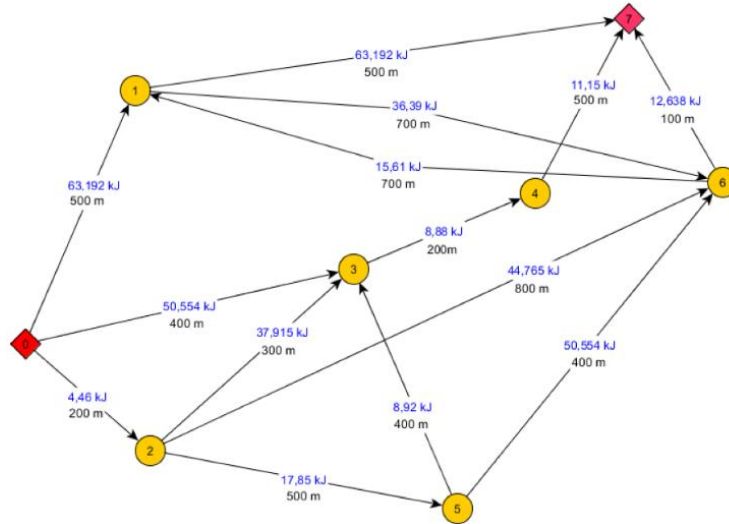 7
63,192 kJ
500 m
1
11,15 kJ
500 m
12,638 kJ
100 m
36,39 kJ
700 m
15,61 kJ
700 m
6
63,192 kJ
500 m
4
8,88 kJ
200m
3
44,765 kJ
800 m
50,554 kJ
400 m
37,915 kJ
300 m
0
50,554 kJ
400 m
4,46 kJ
200 m
8,92 kJ
400 m
2
17,85 kJ
500 m
5